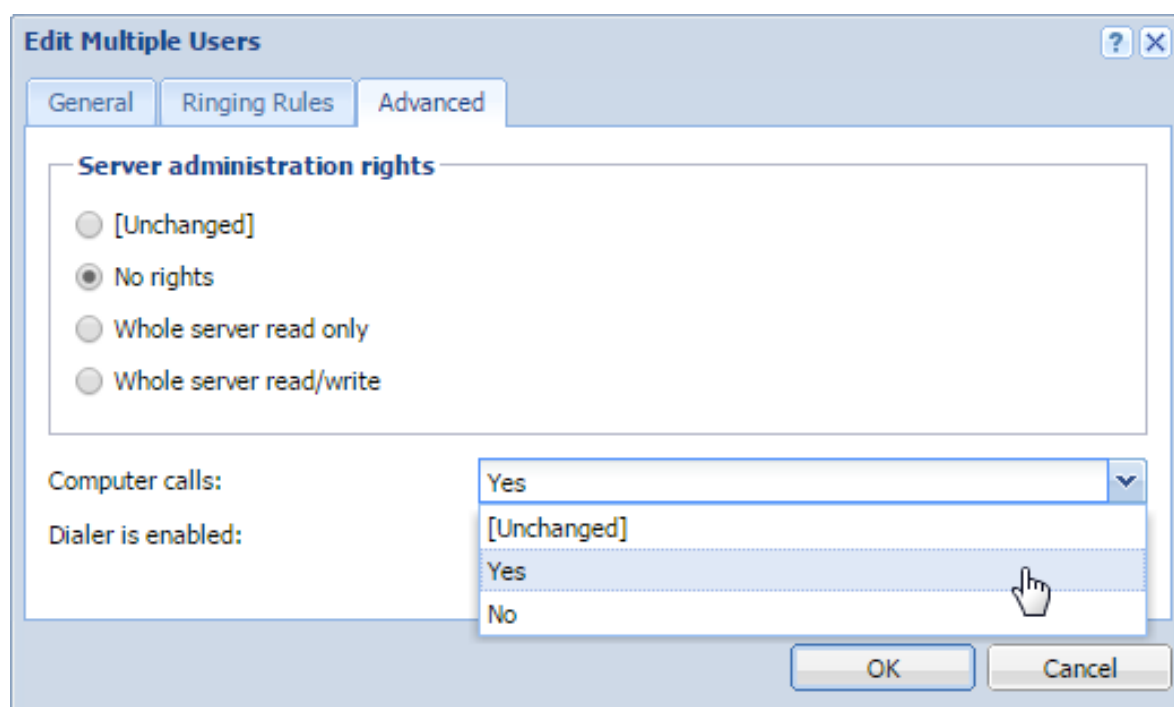 Edit Multiple Users ?
General Ringing Rules Advanced
Server administration rights
[Unchanged]
No rights
Whole server read only
Whole server read/write
Computer calls: Yes
[Unchanged]
Dialer is enabled:
Yes
No
OK Cancel